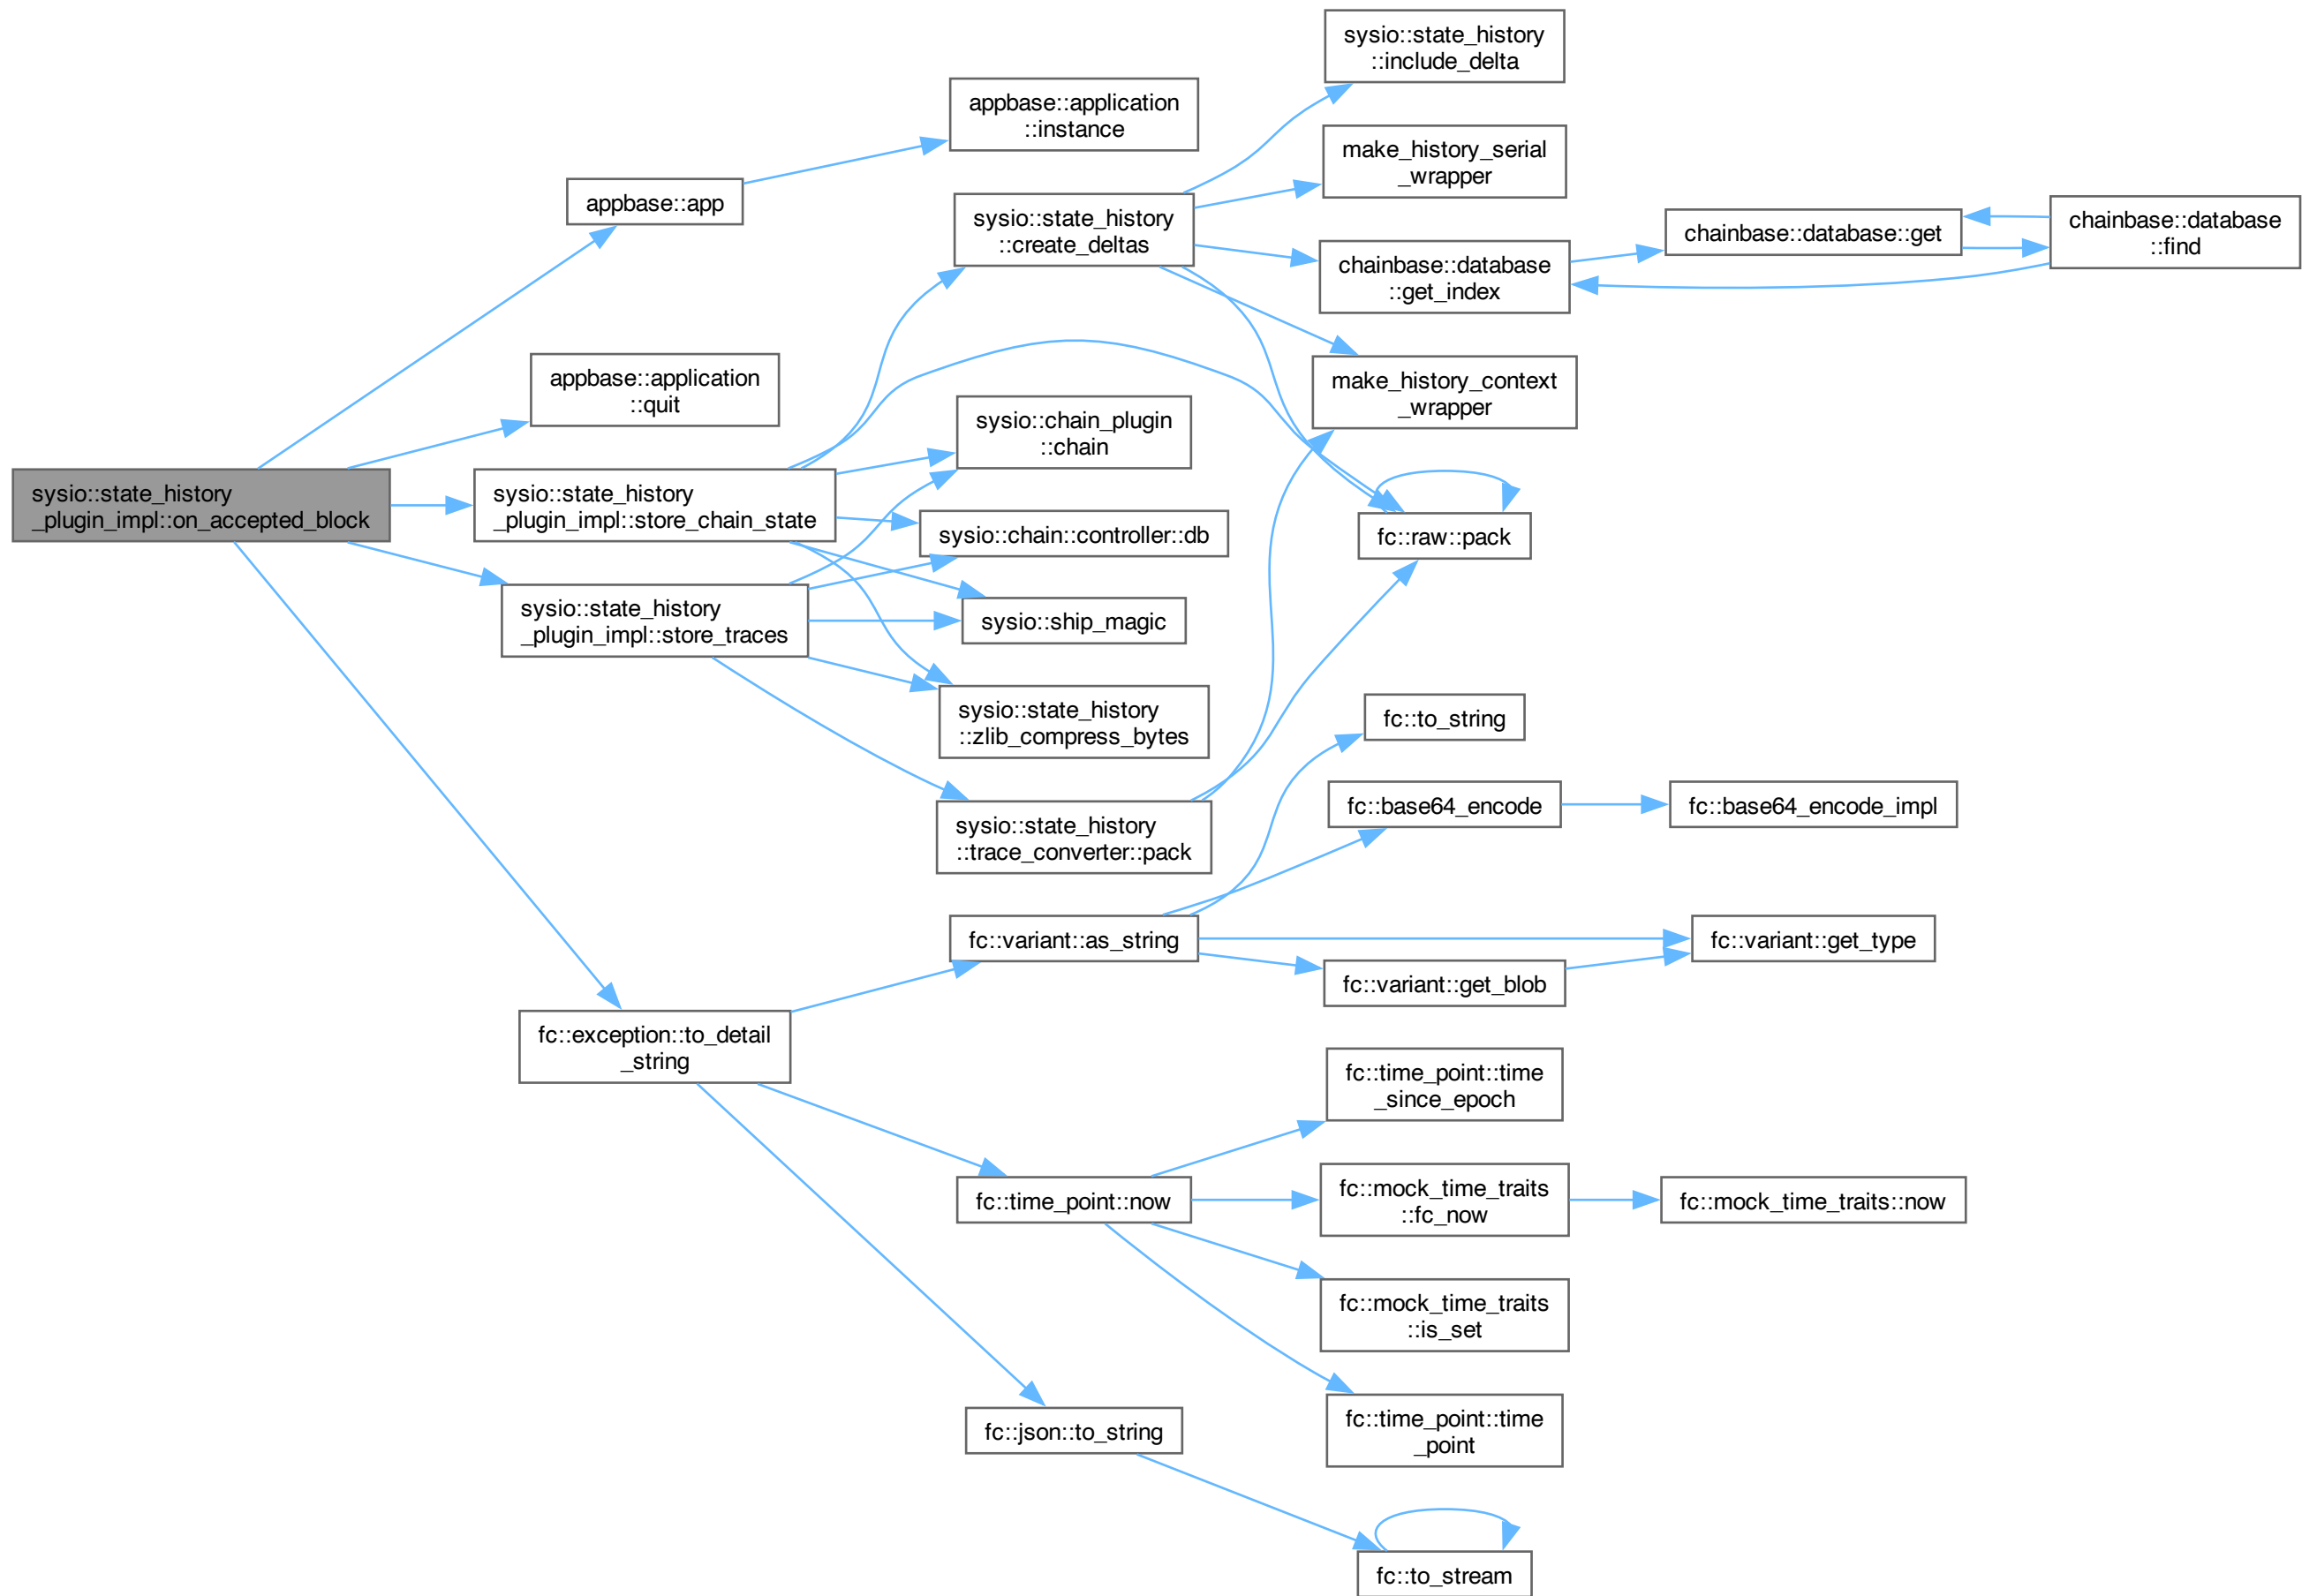 sysio::state_history
_plugin_impl::on_accepted_block
appbase::app
appbase::application
::instance
appbase::application
::quit
sysio::state_history
_plugin_impl::store_chain_state
sysio::state_history
::create_deltas
sysio::state_history
::include_delta
make_history_serial
_wrapper
chainbase::database
::get_index
chainbase::database::get
chainbase::database
::find
make_history_context
_wrapper
fc::raw::pack
sysio::chain_plugin
::chain
sysio::chain::controller::db
sysio::ship_magic
sysio::state_history
::zlib_compress_bytes
sysio::state_history
_plugin_impl::store_traces
sysio::state_history
::trace_converter::pack
fc::exception::to_detail
_string
fc::variant::as_string
fc::to_string
fc::base64_encode
fc::base64_encode_impl
fc::variant::get_type
fc::variant::get_blob
fc::time_point::now
fc::time_point::time
_since_epoch
fc::mock_time_traits
::fc_now
fc::mock_time_traits::now
fc::mock_time_traits
::is_set
fc::time_point::time
_point
fc::json::to_string
fc::to_stream